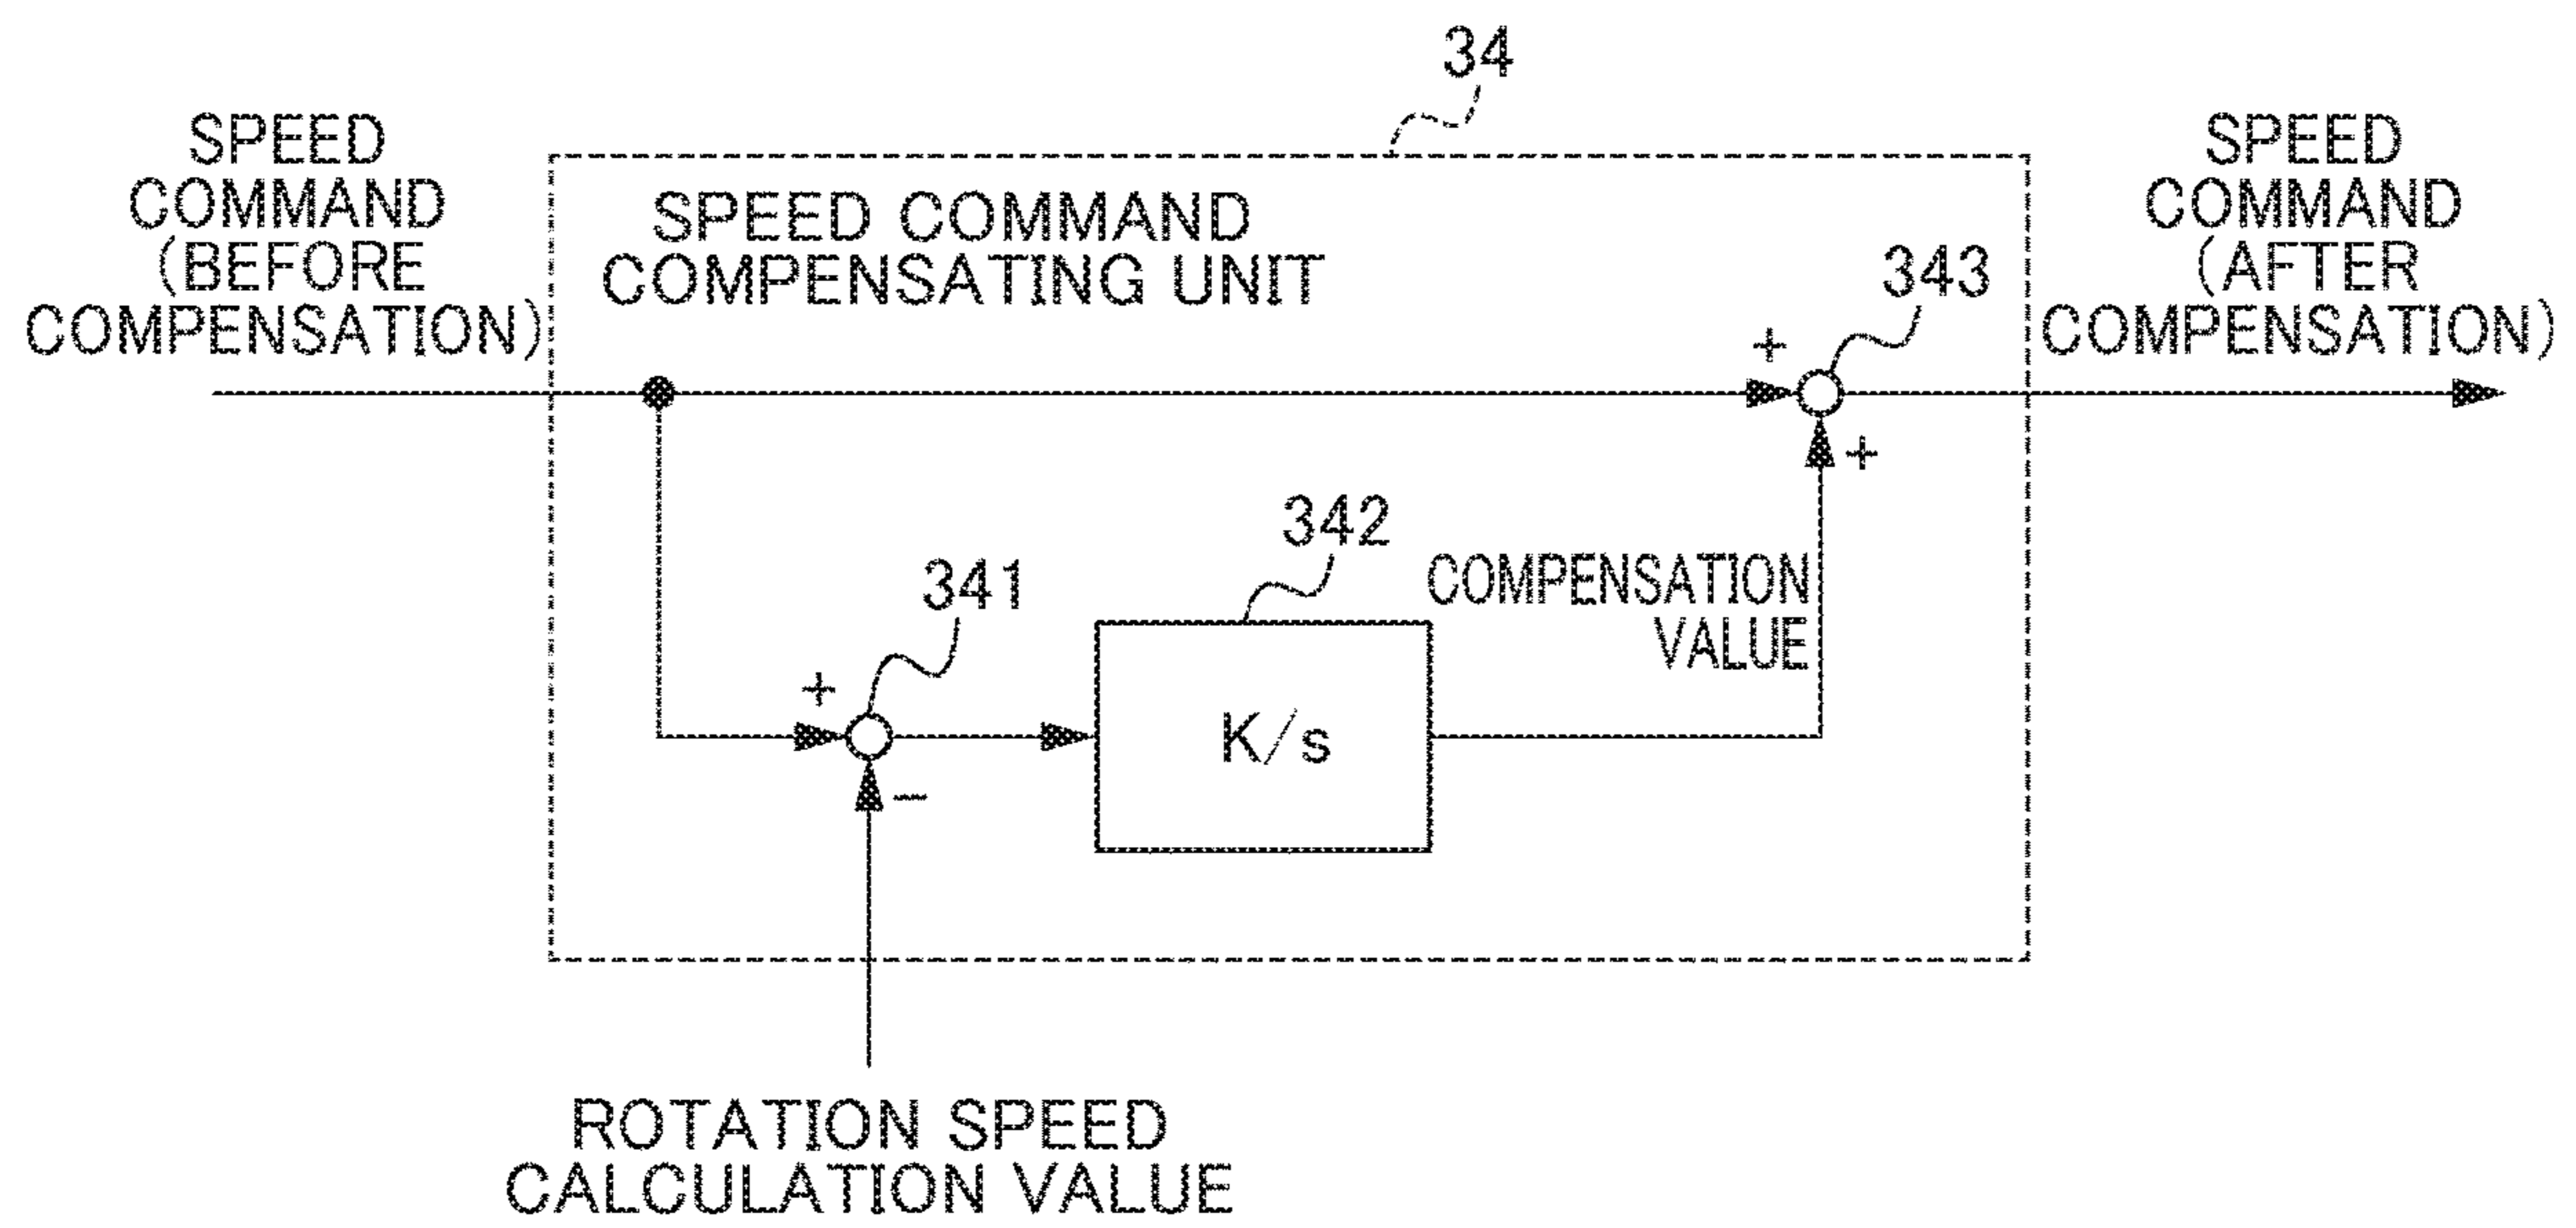 34
SPEED
COMMAND
(BEFORE
COMPENSATION)
SPEED COMMAND
COMPENSATING UNIT
SPEED
COMMAND
(AFTER
COMPENSATION)
343
+
+
342
COMPENSATION
VALUE
341
+
K/s
−
ROTATION SPEED
CALCULATION VALUE